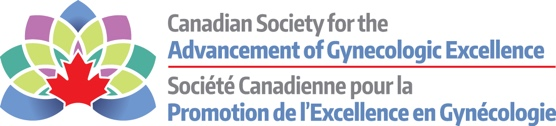 Canadian Society for the
Advancement of Gynecologic Excellence
Société Canadienne pour la
Promotion de l'Excellence en Gynécologie